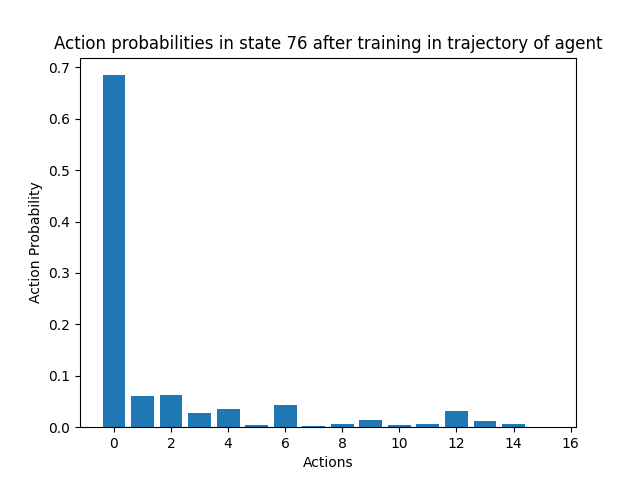 Action probabilities in state 76 after training in trajectory of agent
0.7
0.6
0.5
0.4
0.3
0.2
0.1
0.0
Action Probability
0 2 4 6 8 10 12 14 16
Actions